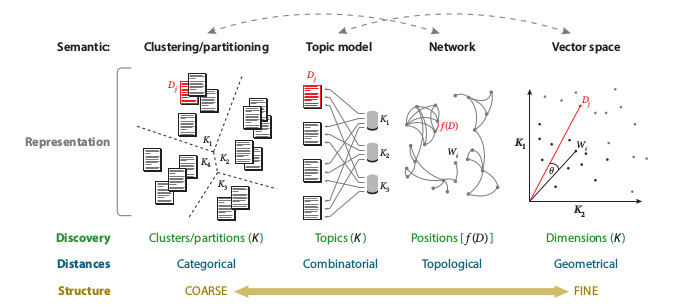 Semantic: Clustering/partitioning Topic model Network Vector space
Representation
D_j
K_1
K_2
K_3
K_4
D_j
K_1
K_2
K_3
f(D)
W_i
D_j
W_i
θ
K_1
K_2
Discovery Clusters/partitions (K) Topics (K) Positions [f(D)] Dimensions (K)
Distances Categorical Combinatorial Topological Geometrical
Structure COARSE FINE